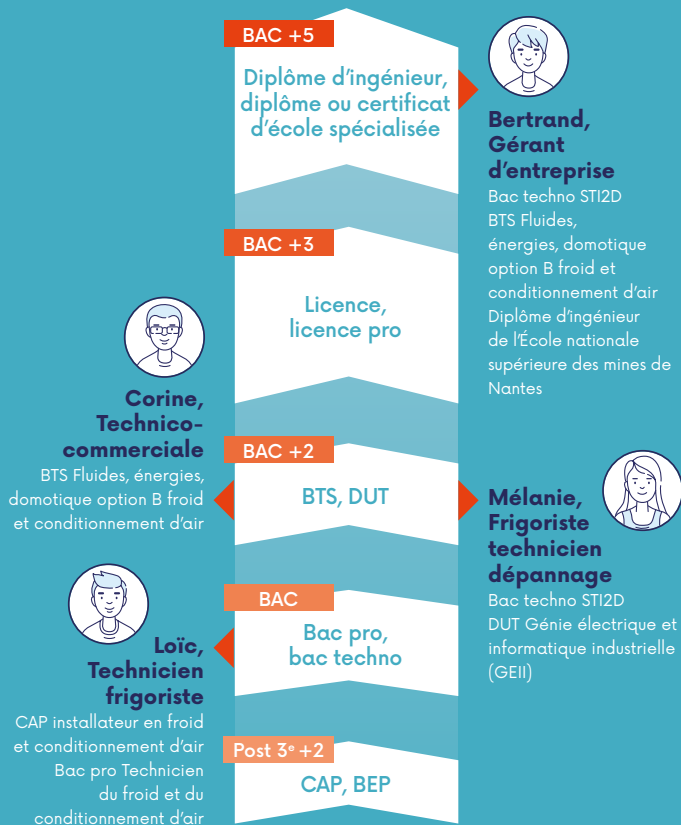 BAC +5
Diplôme d’ingénieur,
diplôme ou certificat
d’école spécialisée
Bertrand,
Gérant
d’entreprise
Bac techno STI2D
BTS Fluides,
énergies, domotique
option B froid et
conditionnement d’air
Diplôme d’ingénieur
de l’École nationale
supérieure des mines de
Nantes
BAC +3
Licence,
licence pro
Corine,
Technico-
commerciale
BTS Fluides, énergies,
domotique option B froid
et conditionnement d’air
BAC +2
BTS, DUT
Mélanie,
Frigoriste
technicien
dépannage
Bac techno STI2D
DUT Génie électrique et
informatique industrielle
(GEII)
BAC
Bac pro,
bac techno
Loïc,
Technicien
frigoriste
CAP installateur en froid
et conditionnement d’air
Bac pro Technicien
du froid et du
conditionnement d’air
Post 3ᵉ +2
CAP, BEP